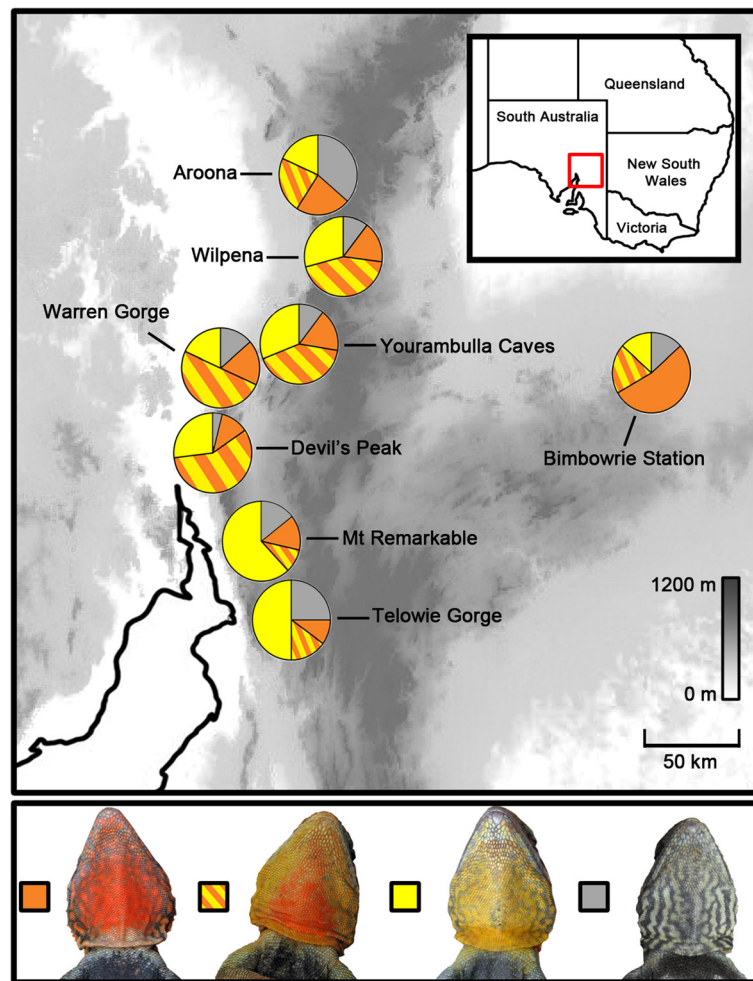 Queensland
South Australia
New South
Wales
Victoria
Aroona
Wilpena
Warren Gorge
Yourambulla Caves
Devil's Peak
Bimbowrie Station
Mt Remarkable
Telowie Gorge
1200 m
0 m
50 km